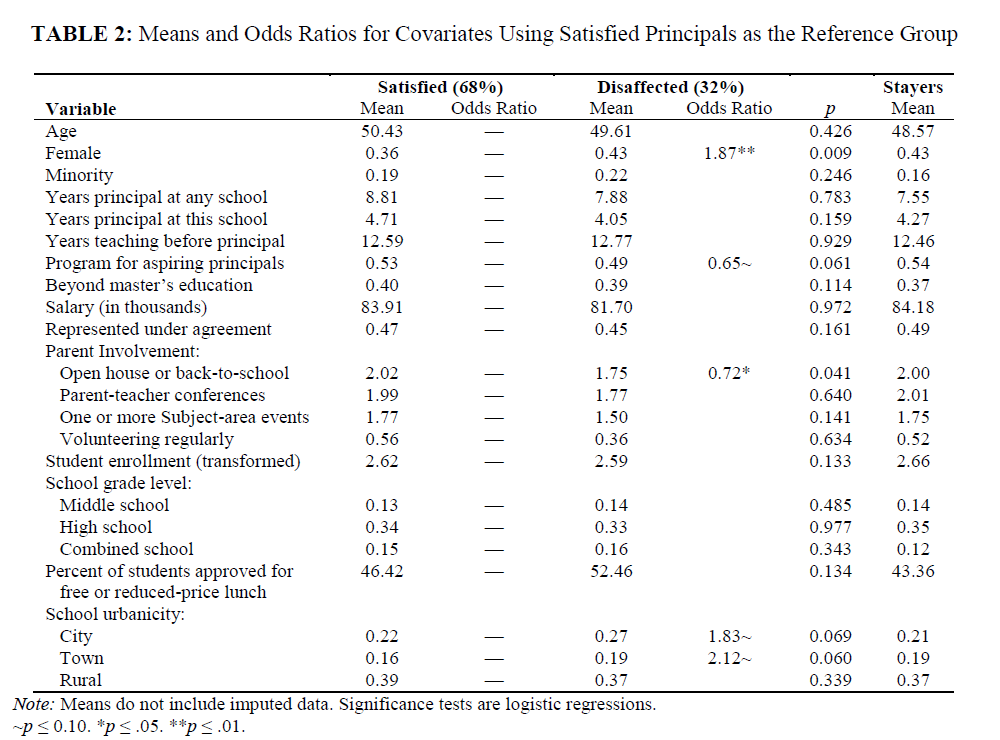 TABLE 2: Means and Odds Ratios for Covariates Using Satisfied Principals as the Reference Group
Satisfied (68%) Disaffected (32%) Stayers
Variable Mean Odds Ratio Mean Odds Ratio p Mean
Age 50.43 — 49.61 0.426 48.57
Female 0.36 — 0.43 1.87** 0.009 0.43
Minority 0.19 — 0.22 0.246 0.16
Years principal at any school 8.81 — 7.88 0.783 7.55
Years principal at this school 4.71 — 4.05 0.159 4.27
Years teaching before principal 12.59 — 12.77 0.929 12.46
Program for aspiring principals 0.53 — 0.49 0.65~ 0.061 0.54
Beyond master’s education 0.40 — 0.39 0.114 0.37
Salary (in thousands) 83.91 — 81.70 0.972 84.18
Represented under agreement 0.47 — 0.45 0.161 0.49
Parent Involvement:
Open house or back-to-school 2.02 — 1.75 0.72* 0.041 2.00
Parent-teacher conferences 1.99 — 1.77 0.640 2.01
One or more Subject-area events 1.77 — 1.50 0.141 1.75
Volunteering regularly 0.56 — 0.36 0.634 0.52
Student enrollment (transformed) 2.62 — 2.59 0.133 2.66
School grade level:
Middle school 0.13 — 0.14 0.485 0.14
High school 0.34 — 0.33 0.977 0.35
Combined school 0.15 — 0.16 0.343 0.12
Percent of students approved for 46.42 — 52.46 0.134 43.36
free or reduced-price lunch
School urbanicity:
City 0.22 — 0.27 1.83~ 0.069 0.21
Town 0.16 — 0.19 2.12~ 0.060 0.19
Rural 0.39 — 0.37 0.339 0.37
Note: Means do not include imputed data. Significance tests are logistic regressions.
~p ≤ 0.10. *p ≤ .05. **p ≤ .01.